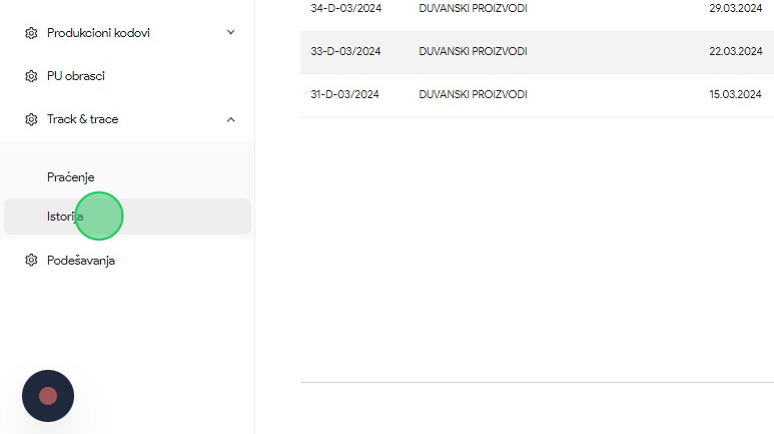 Produkcioni kodovi
PU obrasci
Track & trace
Praćenje
Istorija
Podešavanja
34-D-03/2024 DUVANSKI PROIZVODI 29.03.2024
33-D-03/2024 DUVANSKI PROIZVODI 22.03.2024
31-D-03/2024 DUVANSKI PROIZVODI 15.03.2024